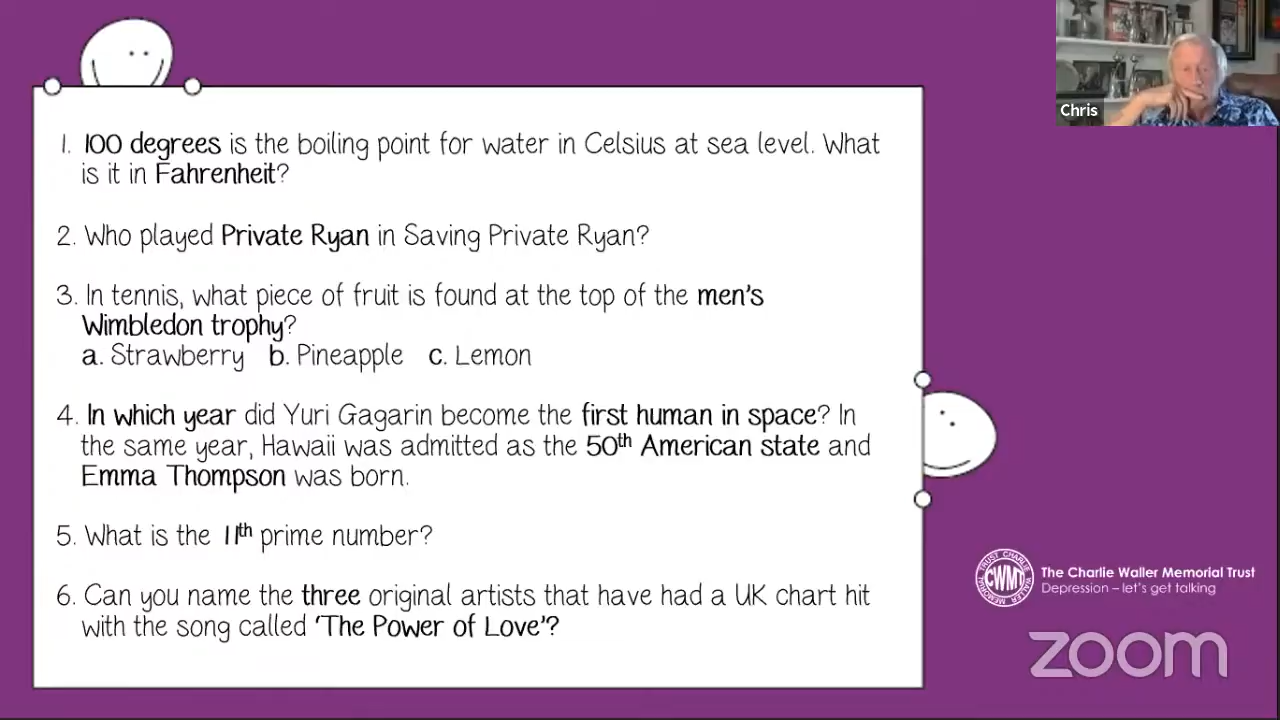 1. 100 degrees is the boiling point for water in Celsius at sea level. What
is it in Fahrenheit?
2. Who played Private Ryan in Saving Private Ryan?
3. In tennis, what piece of fruit is found at the top of the men's
Wimbledon trophy?
a. Strawberry b. Pineapple c. Lemon
4. In which year did Yuri Gagarin become the first human in space? In
the same year, Hawaii was admitted as the 50th American state and
Emma Thompson was born.
5. What is the 11th prime number?
6. Can you name the three original artists that have had a UK chart hit
with the song called 'The Power of Love'?
Chris
CHARLIE WALLER MEMORIAL TRUST
CWMT
The Charlie Waller Memorial Trust
Depression – let's get talking
zoom